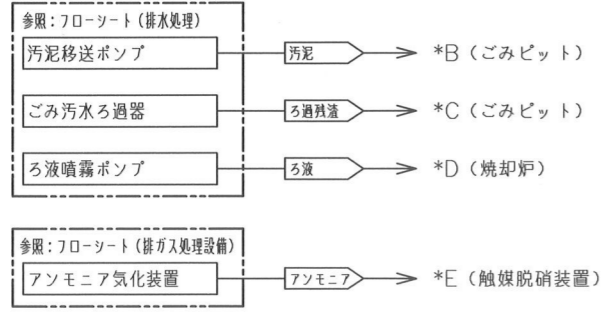 参照:フローシート(排水処理)
汚泥移送ポンプ 汚泥 *B(ごみピット)
ごみ汚水ろ過器 ろ過残渣 *C(ごみピット)
ろ液噴霧ポンプ ろ液 *D(焼却炉)
参照:フローシート(排ガス処理設備)
アンモニア気化装置 アンモニア *E(触媒脱硝装置)